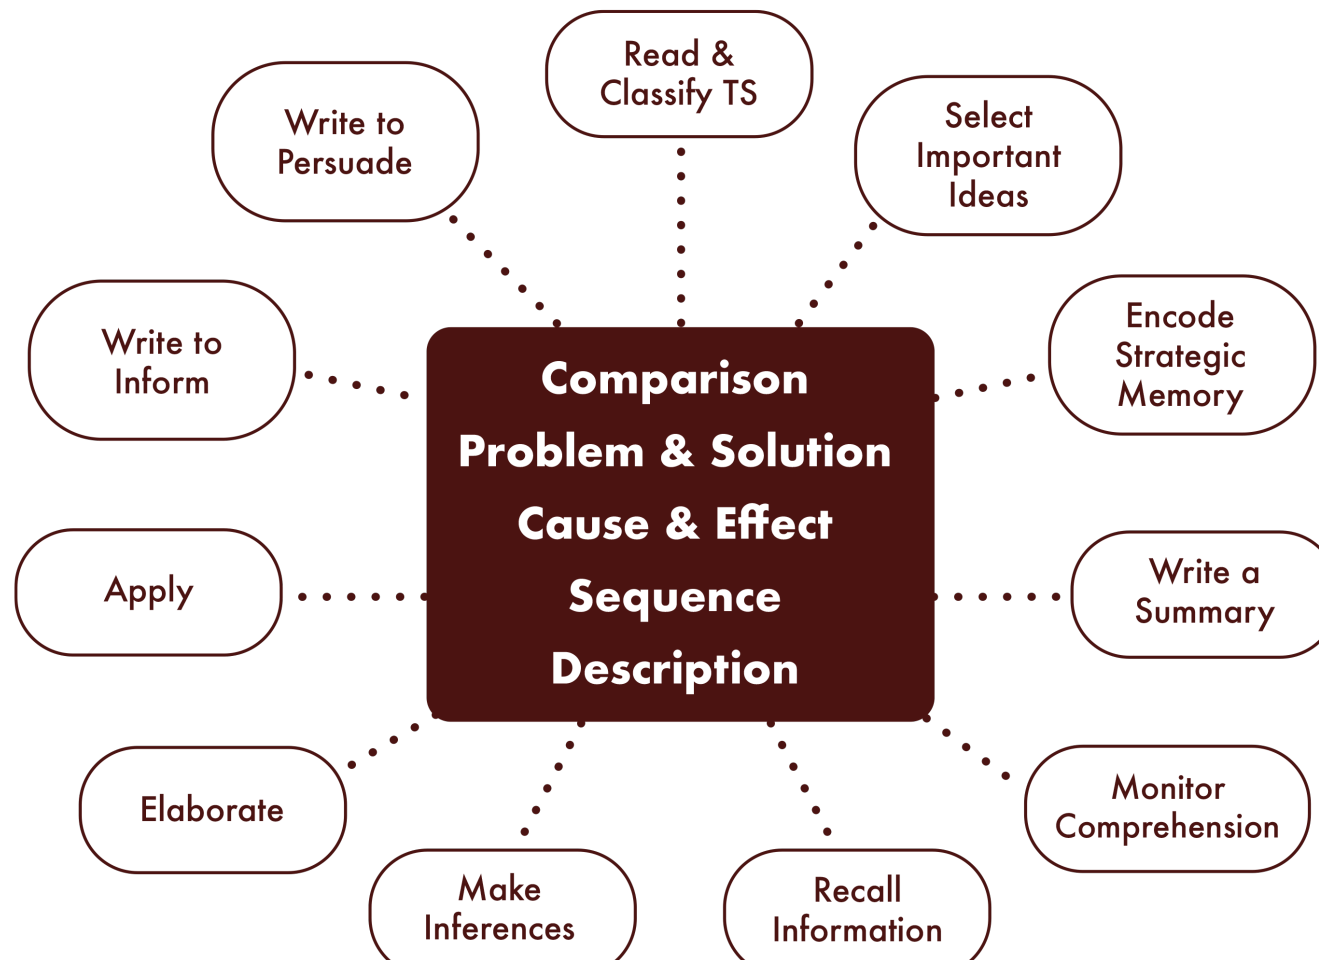 Read &
Classify TS
Select
Important
Ideas
Encode
Strategic
Memory
Write a
Summary
Monitor
Comprehension
Recall
Information
Make
Inferences
Elaborate
Apply
Write to
Inform
Write to
Persuade
Comparison
Problem & Solution
Cause & Effect
Sequence
Description